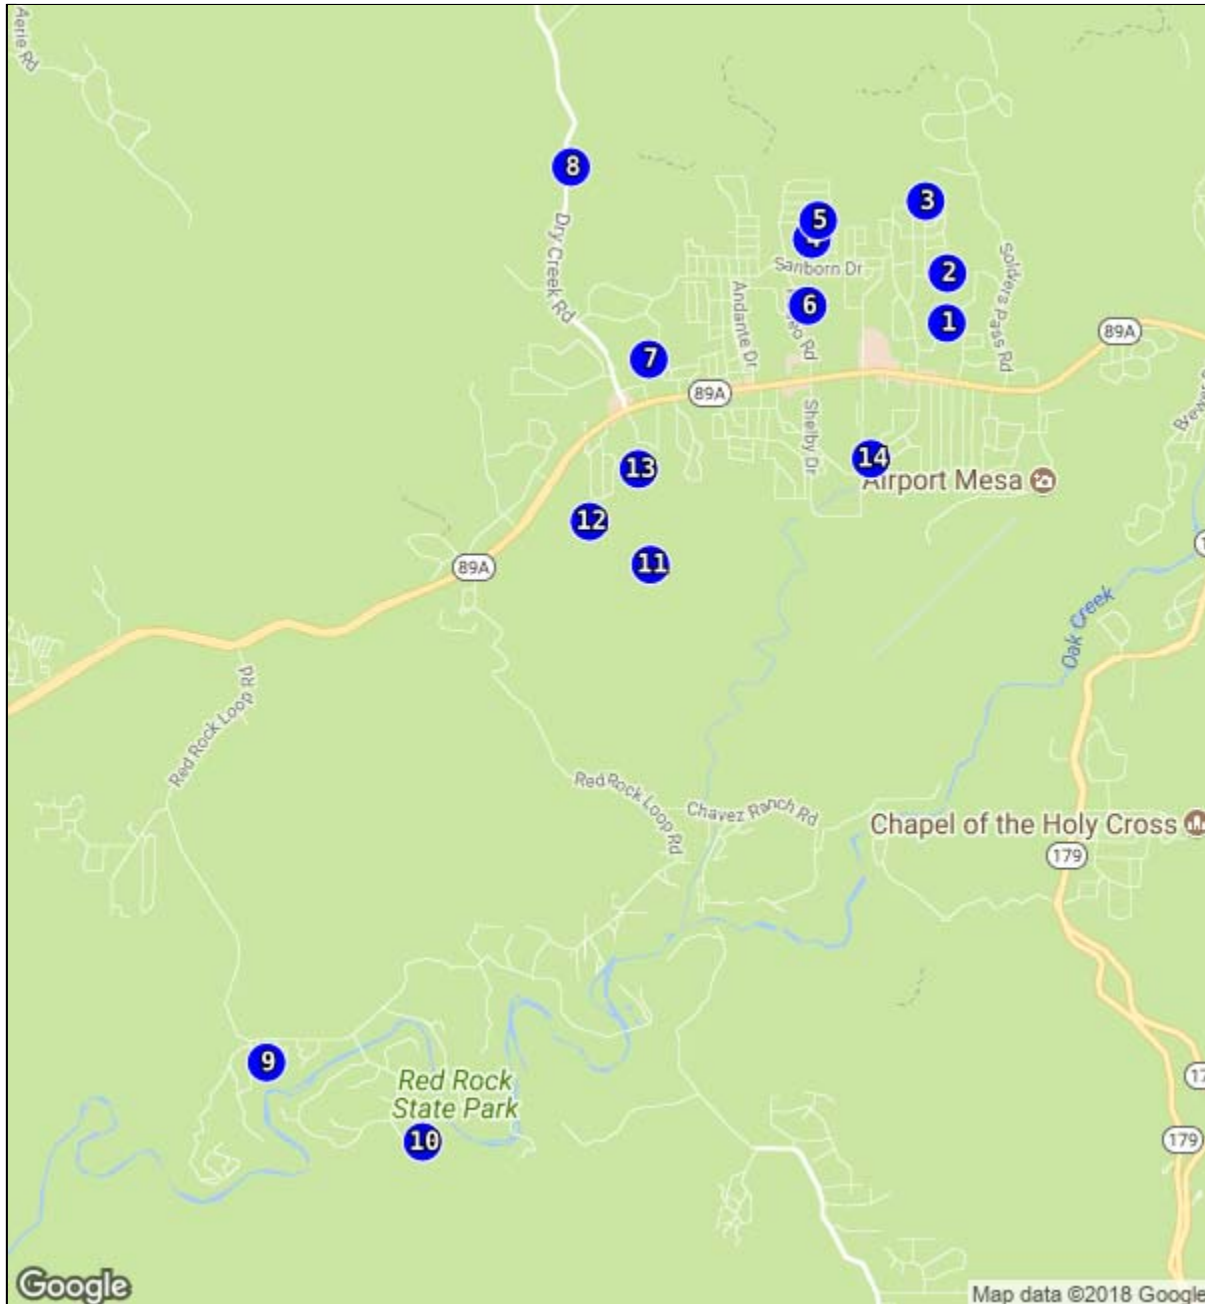 Aerie Rd
8
3
5
4
Dry Creek Rd
Sanborn Dr
Soldiers Pass Rd
2
6
1
Andante Dr
89A
7
89A
Shelby Dr
14
13
Airport Mesa
12
11
89A
Oak Creek
Red Rock Loop Rd
Red Rock Loop Rd
Chavez Ranch Rd
Chapel of the Holy Cross
179
9
Red Rock
State Park
10
179
Google
Map data ©2018 Google